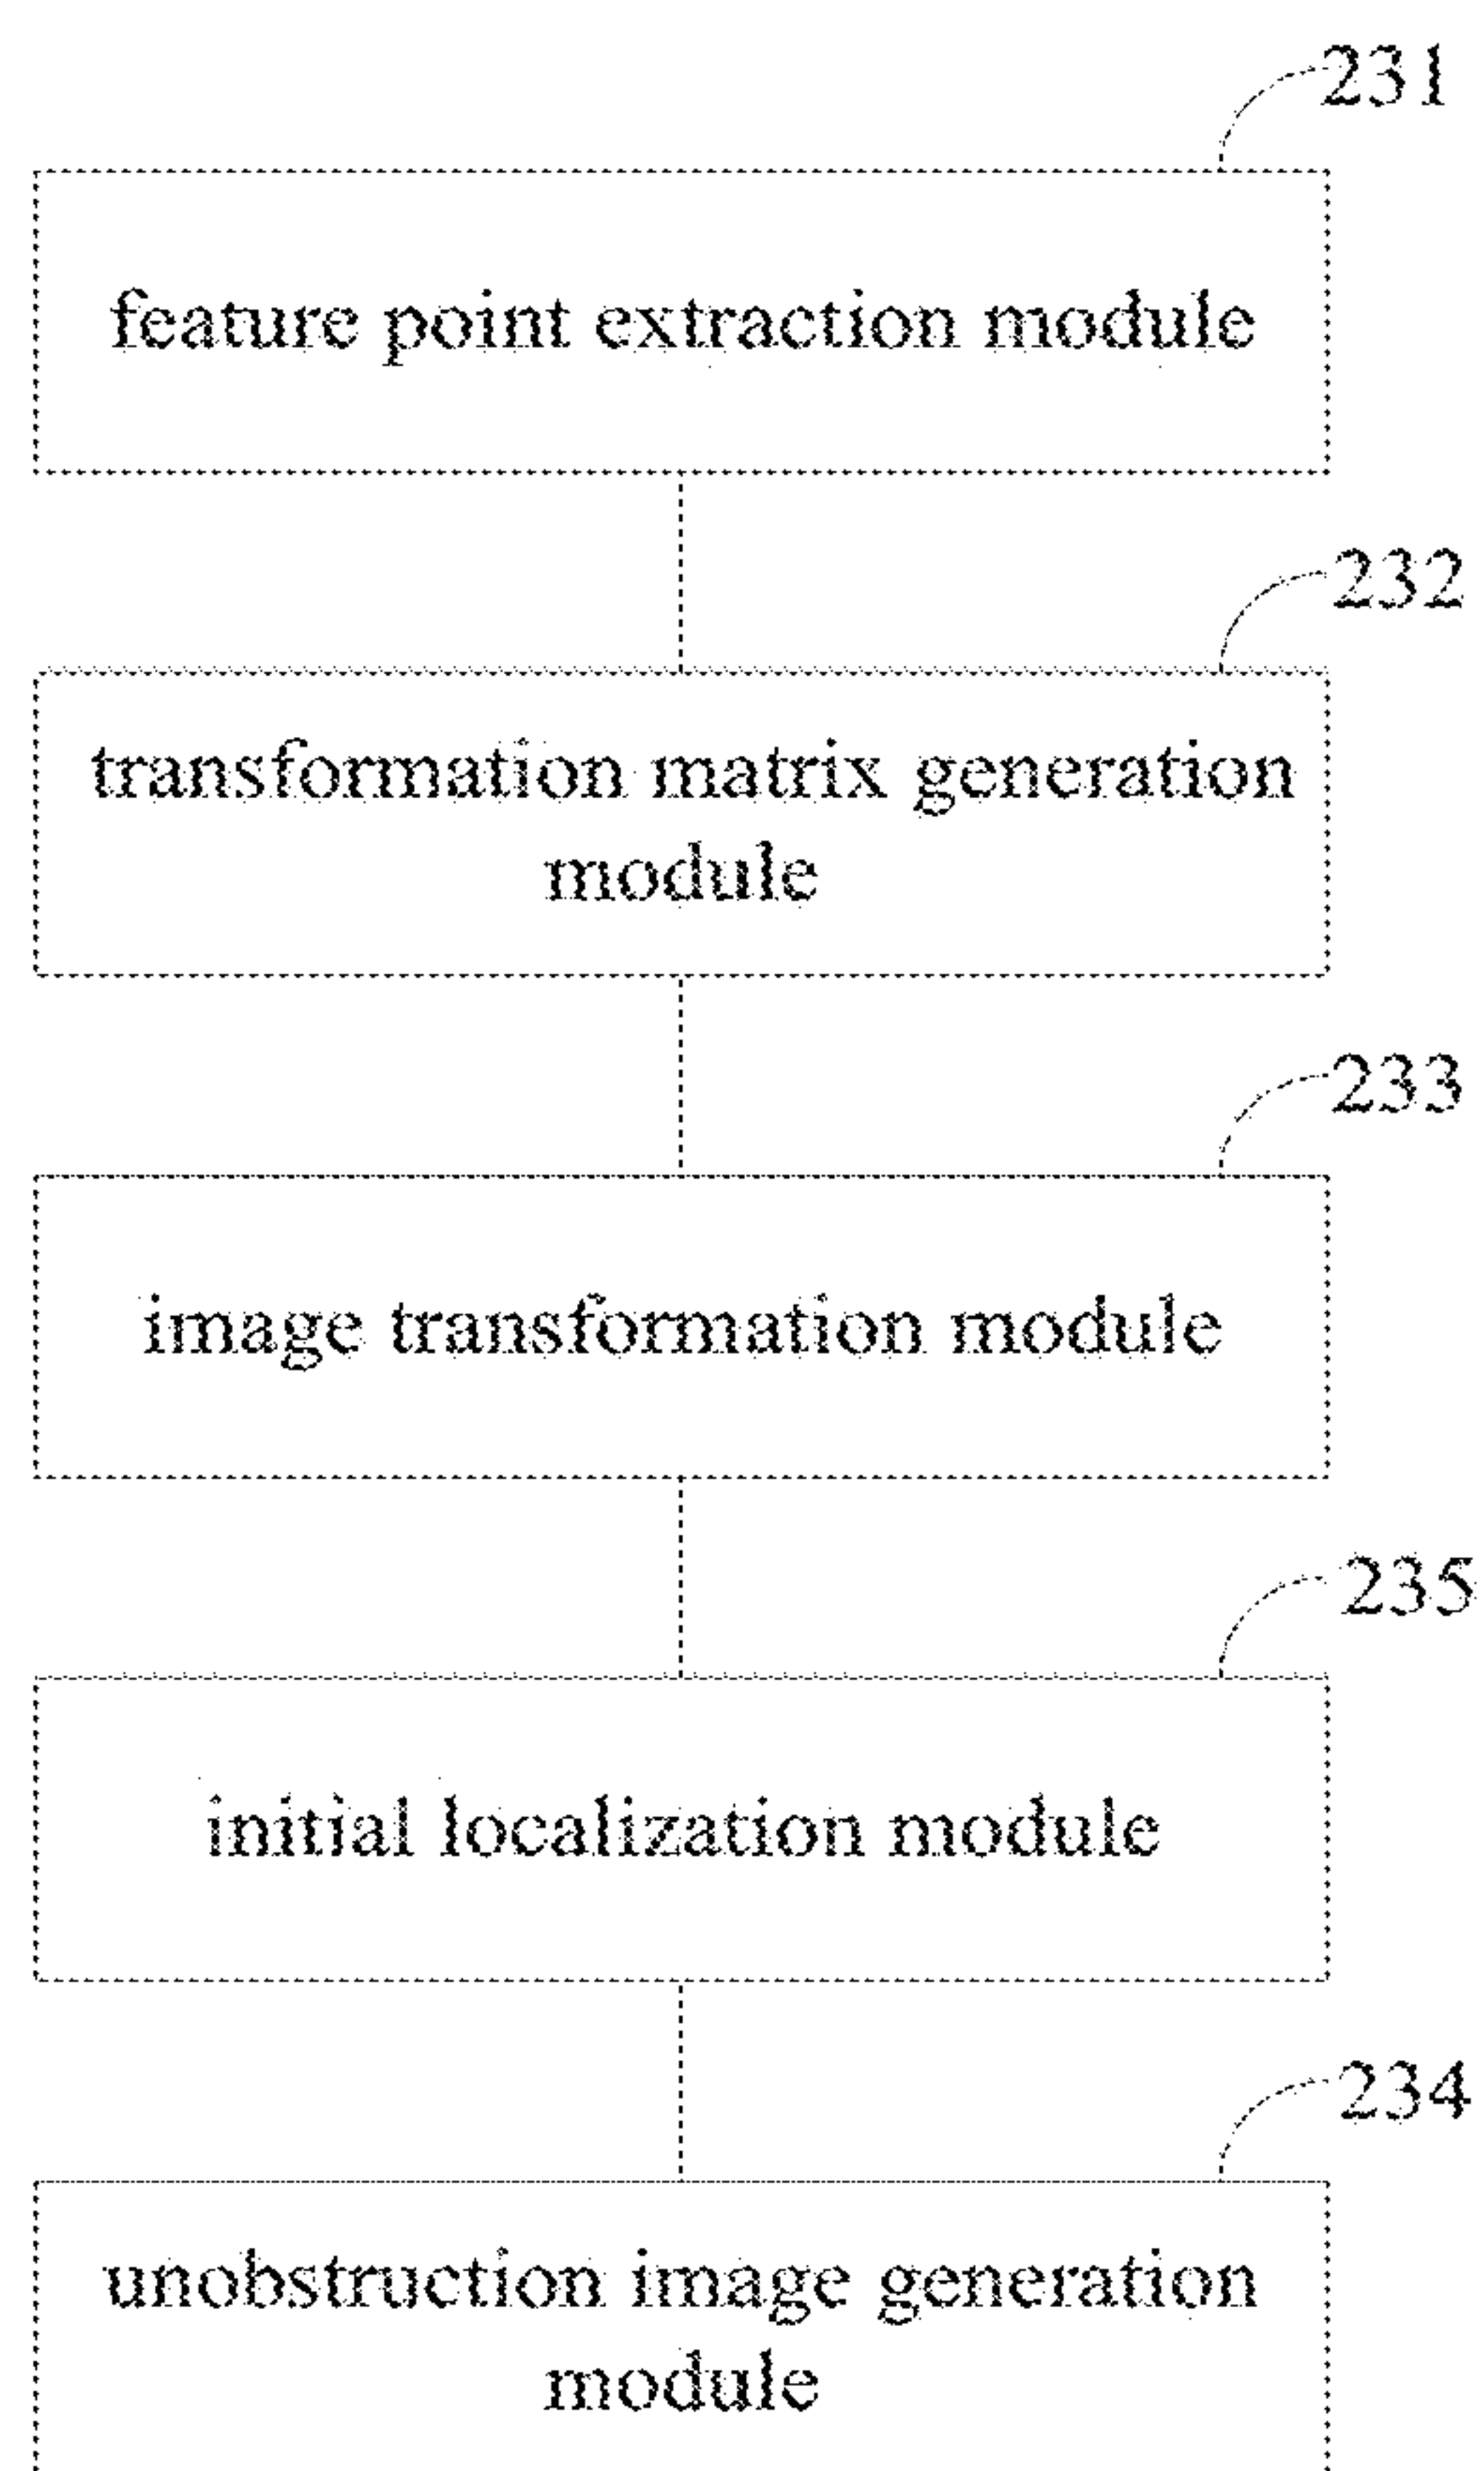 231
feature point extraction module
232
transformation matrix generation
module
233
image transformation module
235
initial localization module
234
unobstruction image generation
module